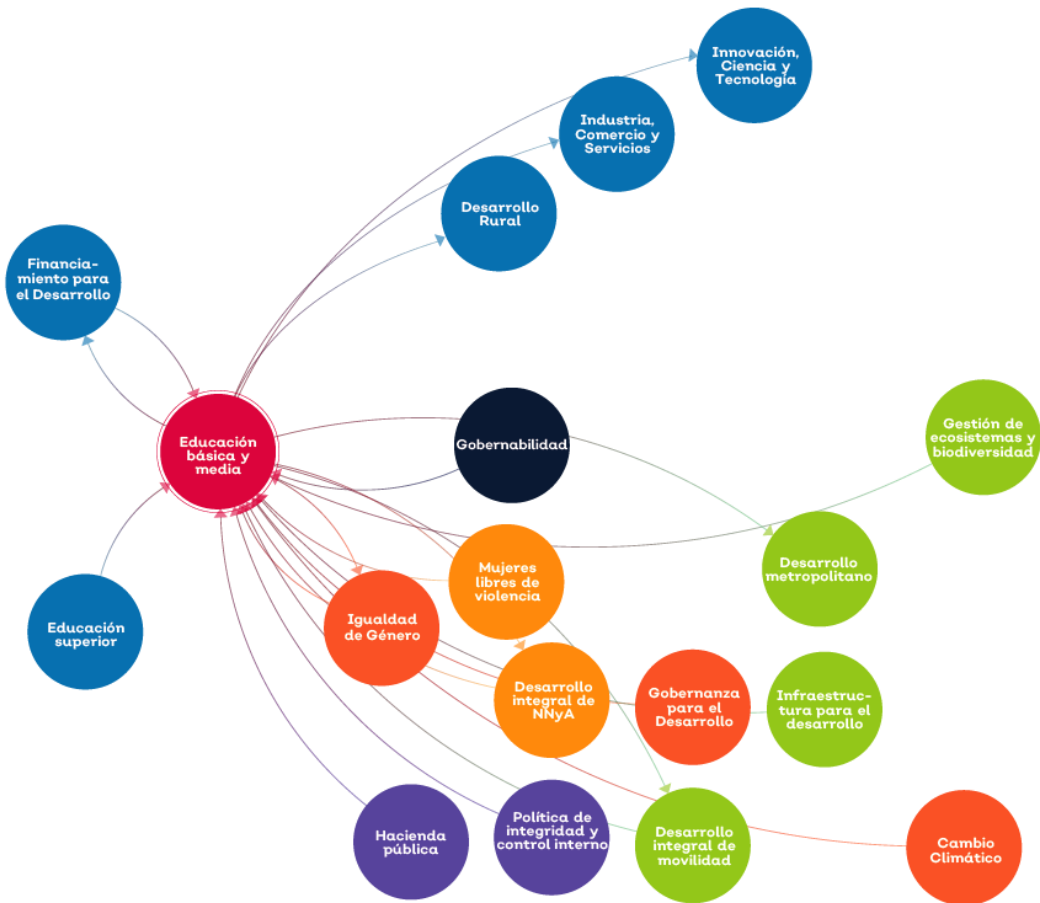 Innovación,
Ciencia y
Tecnología
Industria,
Comercio y
Servicios
Desarrollo
Rural
Financia-
miento para
el Desarrollo
Educación
básica y
media
Gobernabilidad
Gestión de
ecosistemas y
biodiversidad
Mujeres
libres de
violencia
Desarrollo
metropolitano
Educación
superior
Igualdad
de Género
Desarrollo
integral de
NNyA
Gobernanza
para el
Desarrollo
Infraestruc-
tura para el
desarrollo
Hacienda
pública
Política de
integridad y
control interno
Desarrollo
integral de
movilidad
Cambio
Climático